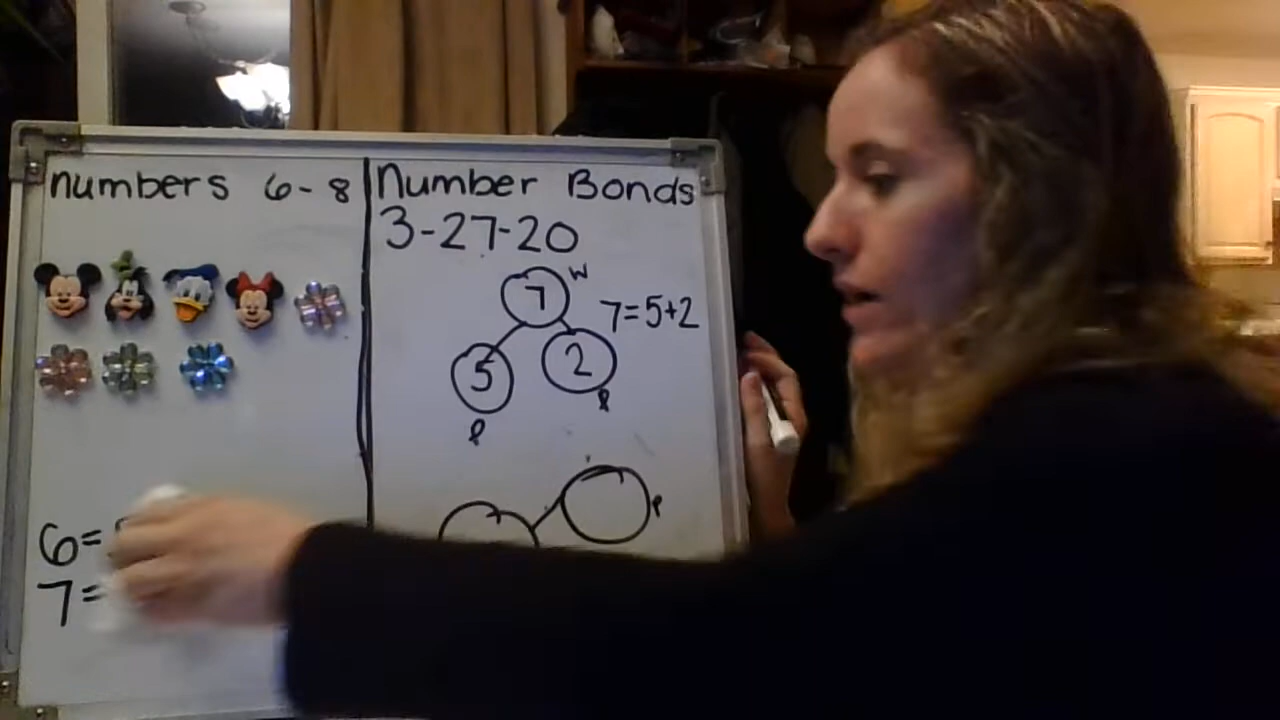 numbers 6-8
Number Bonds
3-27-20
W
7
7=5+2
5
2
P
P
P
6=
7=